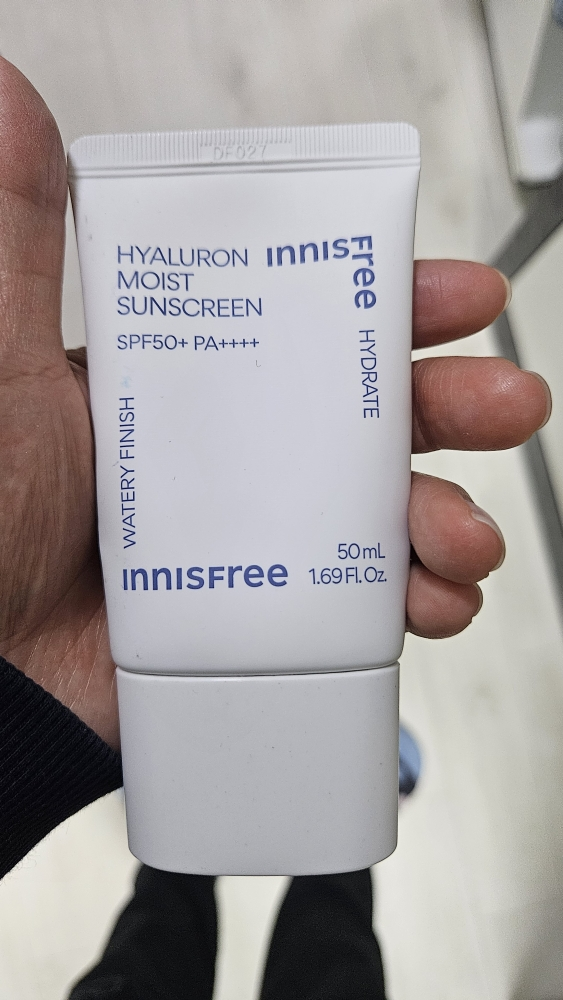 DF027
HYALURON
MOIST
SUNSCREEN
SPF50+ PA++++
innisfree
HYDRATE
WATERY FINISH
innisfree
50mL
1.69 Fl. Oz.